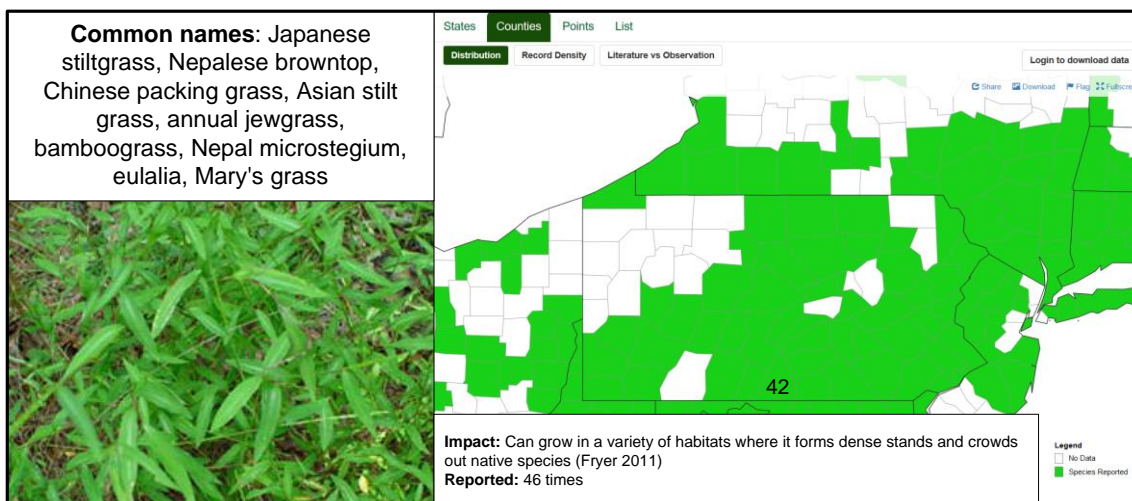 Common names: Japanese
stiltgrass, Nepalese browntop,
Chinese packing grass, Asian stilt
grass, annual jewgrass,
bamboograss, Nepal microstegium,
eulalia, Mary's grass
States Counties Points List
Distribution Record Density Literature vs Observation
Login to download data
Share Download Flag Fullscre
42
Impact: Can grow in a variety of habitats where it forms dense stands and crowds
out native species (Fryer 2011)
Reported: 46 times
Legend
No Data
Species Reported